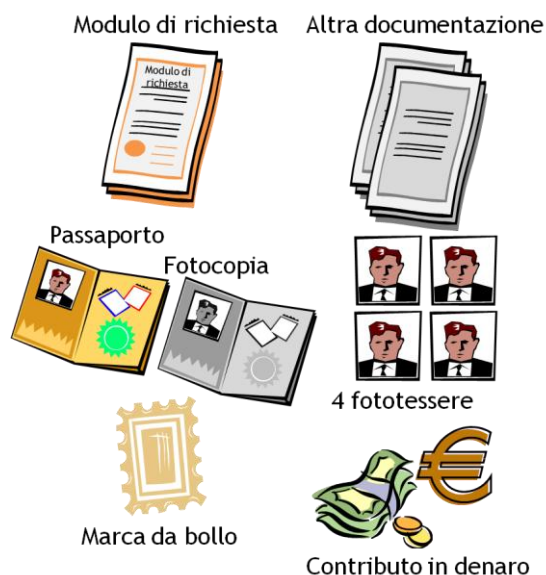 Modulo di richiesta
Altra documentazione
Modulo di
richiesta
Passaporto
Fotocopia
4 fototessere
Marca da bollo
Contributo in denaro